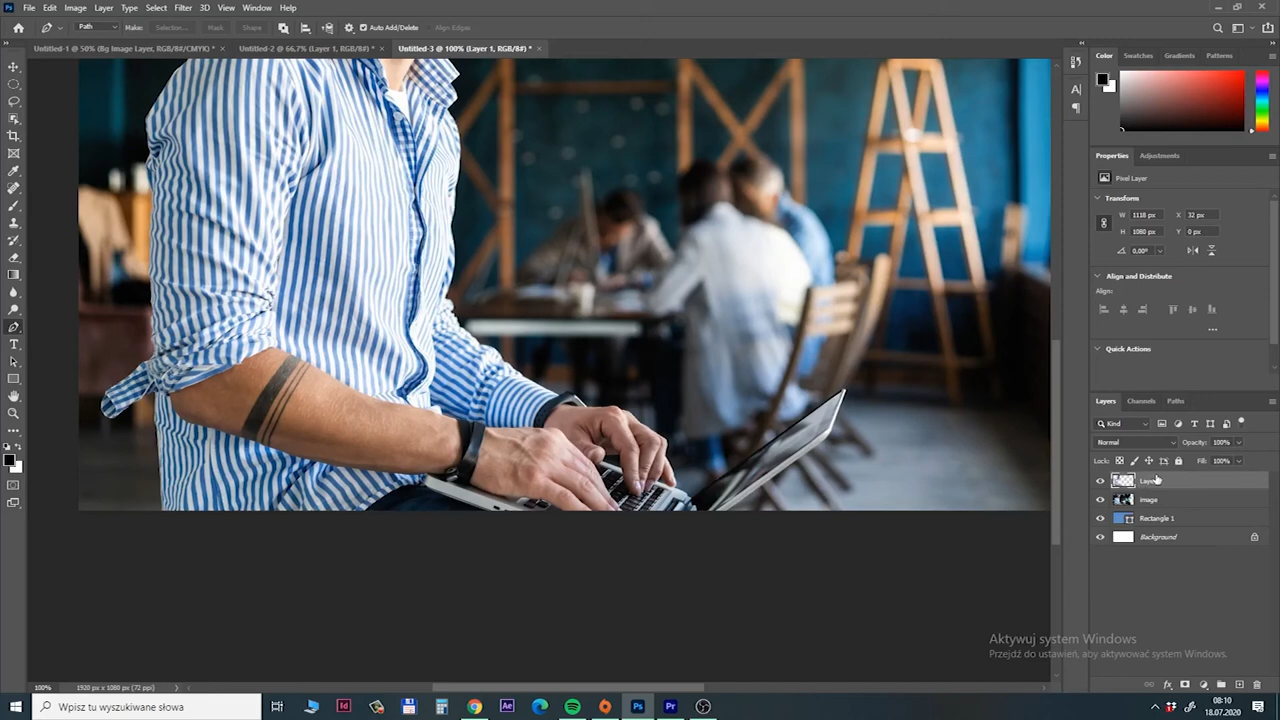 File Edit Image Layer Type Select Filter 3D View Window Help
Path Make: Selection... Mask Shape Auto Add/Delete Align Edges
Untitled-1 @ 50% (Bg Image Layer, RGB/8#/CMYK) * × Untitled-2 @ 66,7% (Layer 1, RGB/8#) * × Untitled-3 @ 100% (Layer 1, RGB/8#) * ×
Color Swatches Gradients Patterns
Properties Adjustments
Pixel Layer
Transform
W 1118 px X 32 px
H 1080 px Y 0 px
0,00°
Align and Distribute
Align:
Quick Actions
Layers Channels Paths
Kind
Normal Opacity: 100%
Lock: Fill: 100%
image
Rectangle 1
Background
Aktywuj system Windows
Przejdź do ustawień, aby aktywować system Windows.
100% 1920 px x 1080 px (72 ppi)
Wpisz tu wyszukiwane słowo
08:10
18.07.2020